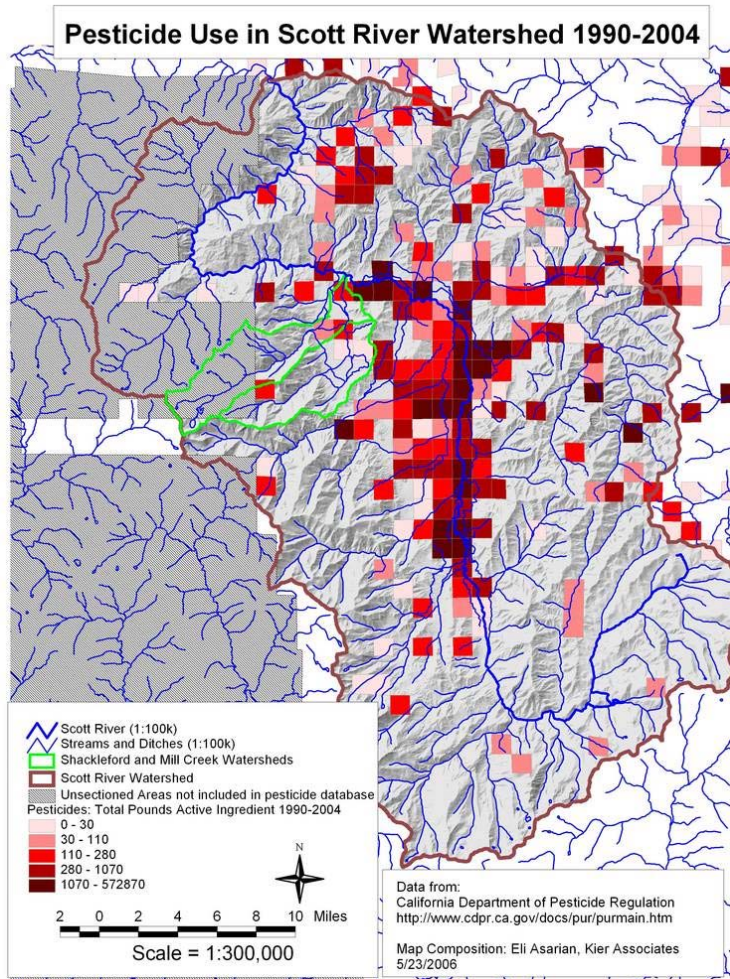 Pesticide Use in Scott River Watershed 1990-2004
Scott River (1:100k)
Streams and Ditches (1:100k)
Shackleford and Mill Creek Watersheds
Scott River Watershed
Unsectioned Areas not included in pesticide database
Pesticides: Total Pounds Active Ingredient 1990-2004
0 - 30
30 - 110
110 - 280
280 - 1070
1070 - 572870
N
2 0 2 4 6 8 10 Miles
Scale = 1:300,000
Data from:
California Department of Pesticide Regulation
http://www.cdpr.ca.gov/docs/pur/purmain.htm
Map Composition: Eli Asarian, Kier Associates
5/23/2006